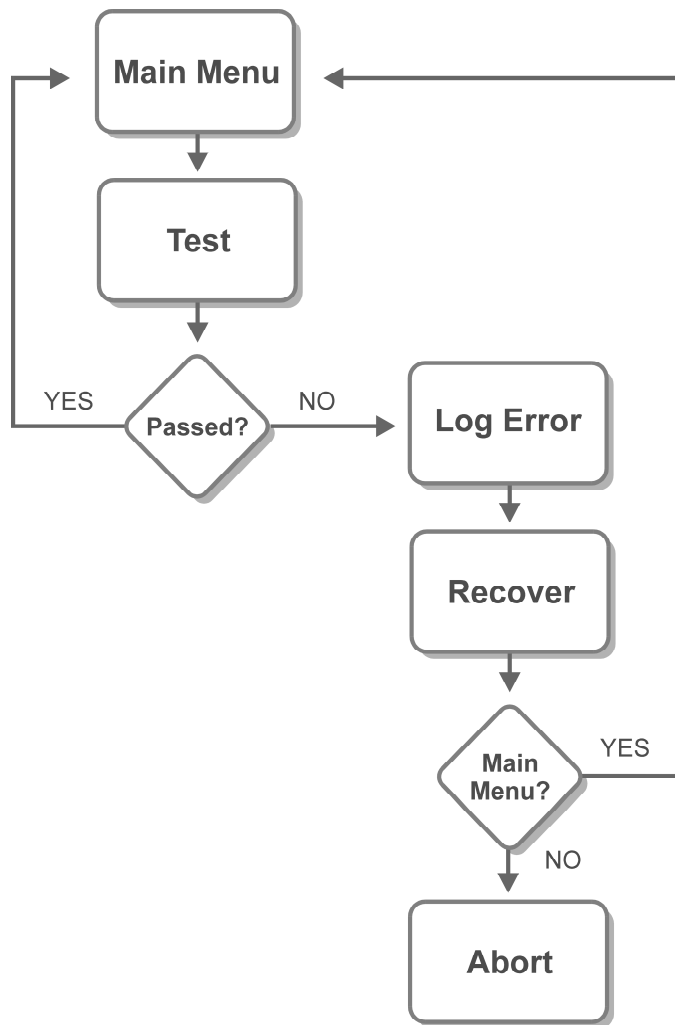 Main Menu
Test
YES
Passed?
NO
Log Error
Recover
Main
Menu?
YES
NO
Abort